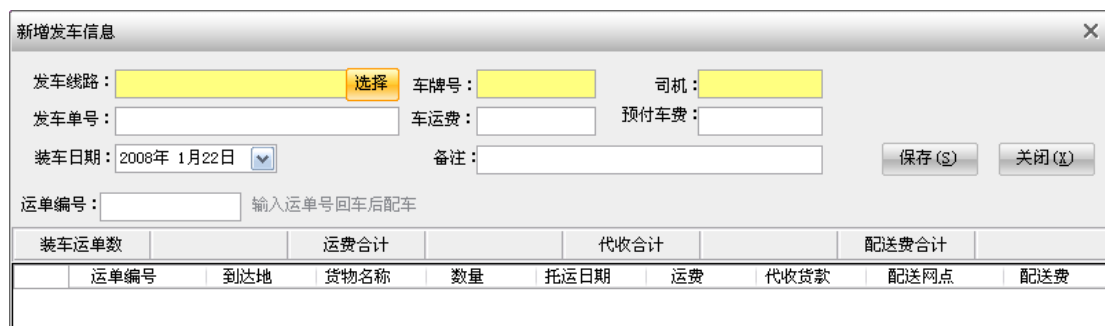 新增发车信息
发车线路： 选择 车牌号： 司机：
发车单号： 车运费： 预付车费：
装车日期： 2008年 1月22日 备注： 保存(S) 关闭(X)
运单编号： 输入运单号回车后配车
装车运单数 运费合计 代收合计 配送费合计
运单编号 到达地 货物名称 数量 托运日期 运费 代收货款 配送网点 配送费